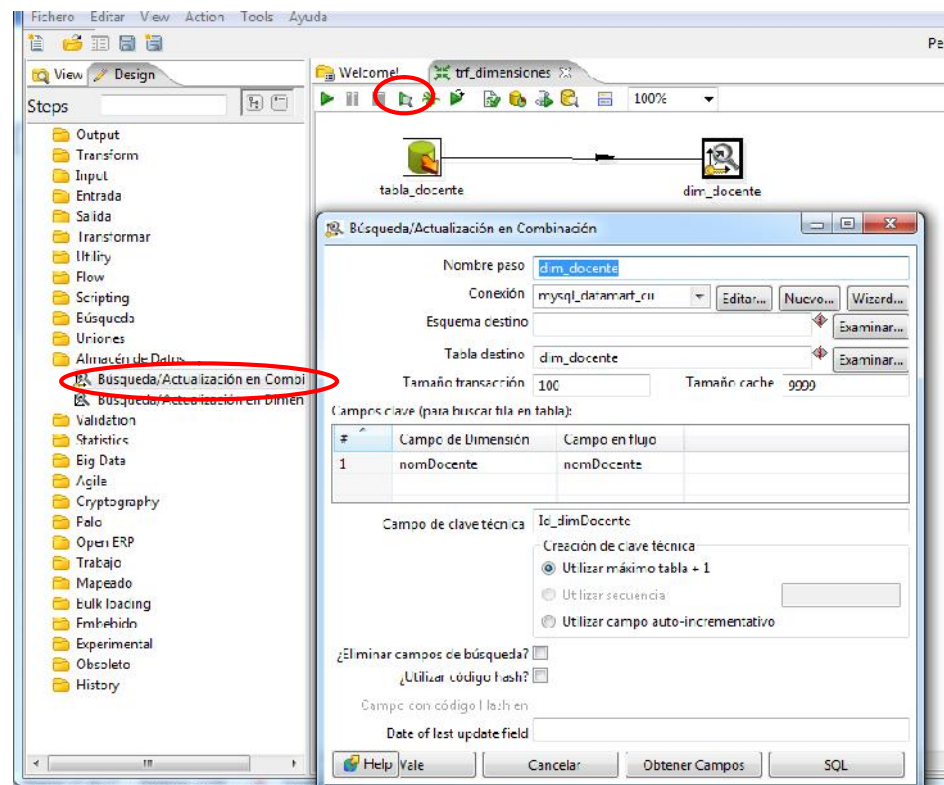 Fichero Editar View Action Tools Ayuda
Pe
View Design
Welcome! trf_dimensiones
Steps
100%
Output
Transform
Input
Entrada
Salida
Transformar
Utility
Flow
Scripting
Búsqueda
Uniones
Almacén de Datos
Búsqueda/Actualización en Combi
Búsqueda/Actualización en Dimen
Validation
Statistics
Big Data
Agile
Cryptography
Palo
Open ERP
Trabajo
Mapeado
Bulk loading
Embebido
Experimental
Obsoleto
History
tabla_docente dim_docente
Búsqueda/Actualización en Combinación
Nombre paso dim_docente
Conexión mysql_datamart_cu Editar... Nuevo... Wizard...
Esquema destino Examinar...
Tabla destino dim_docente Examinar...
Tamaño transacción 100 Tamaño cache 9999
Campos clave (para buscar fila en tabla):
# Campo de Dimensión Campo en flujo
1 nomDocente nomDocente
Campo de clave técnica Id_dimDocente
Creación de clave técnica
Utilizar máximo tabla + 1
Utilizar secuencia
Utilizar campo auto-incrementativo
¿Eliminar campos de búsqueda?
¿Utilizar código hash?
Campo con código Hash en
Date of last update field
Help Vale Cancelar Obtener Campos SQL